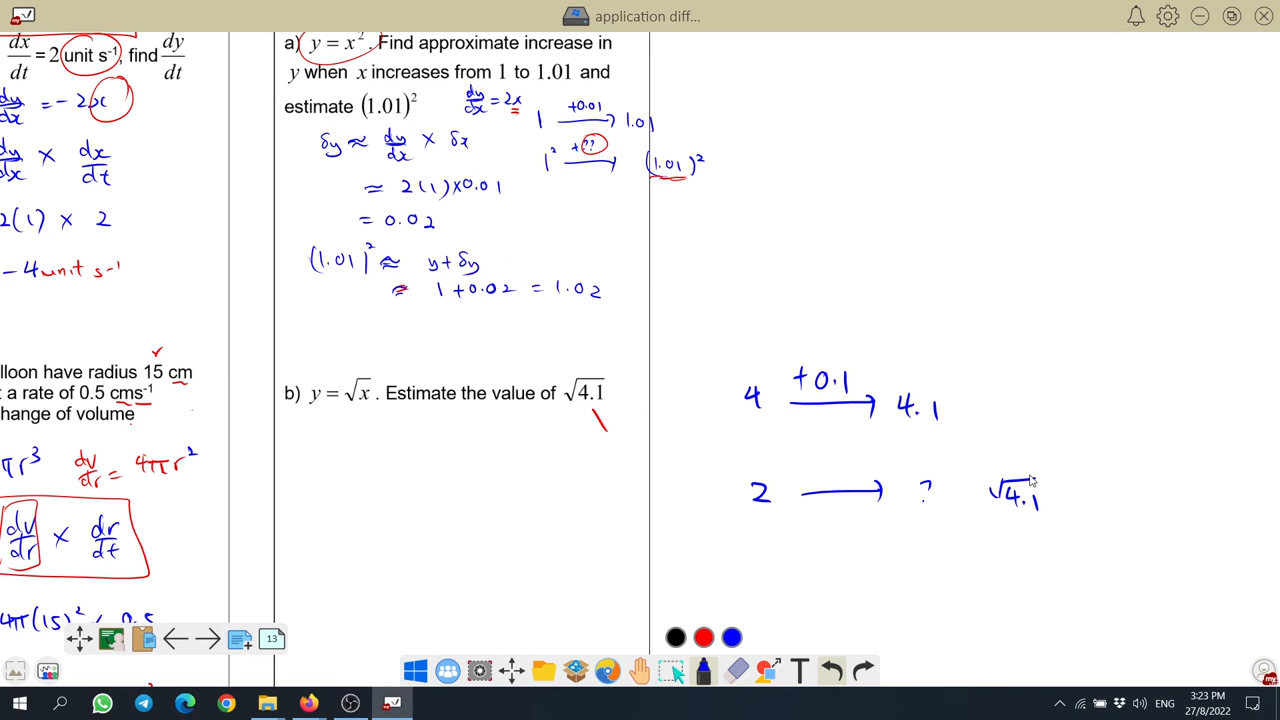 application diff...
dx/dt = 2 unit s⁻¹, find dy/dt
dy/dx = -2x
dy/dx × dx/dt
2(1) × 2
-4 unit s⁻¹
lloon have radius 15 cm
t a rate of 0.5 cms⁻¹
hange of volume
πr³ dv/dr = 4πr²
dv/dr × dr/dt
4π(15)² × 0.5
a) y = x². Find approximate increase in
y when x increases from 1 to 1.01 and
estimate (1.01)²
dy/dx = 2x
1 +0.01 → 1.01
1² +?? → (1.01)²
δy ≈ dy/dx × δx
≈ 2(1)×0.01
= 0.02
(1.01)² ≈ y + δy
= 1 + 0.02 = 1.02
b) y = √x. Estimate the value of √4.1
4 +0.1 → 4.1
2 → ? √4.1
13
T
ENG
3:23 PM
27/8/2022